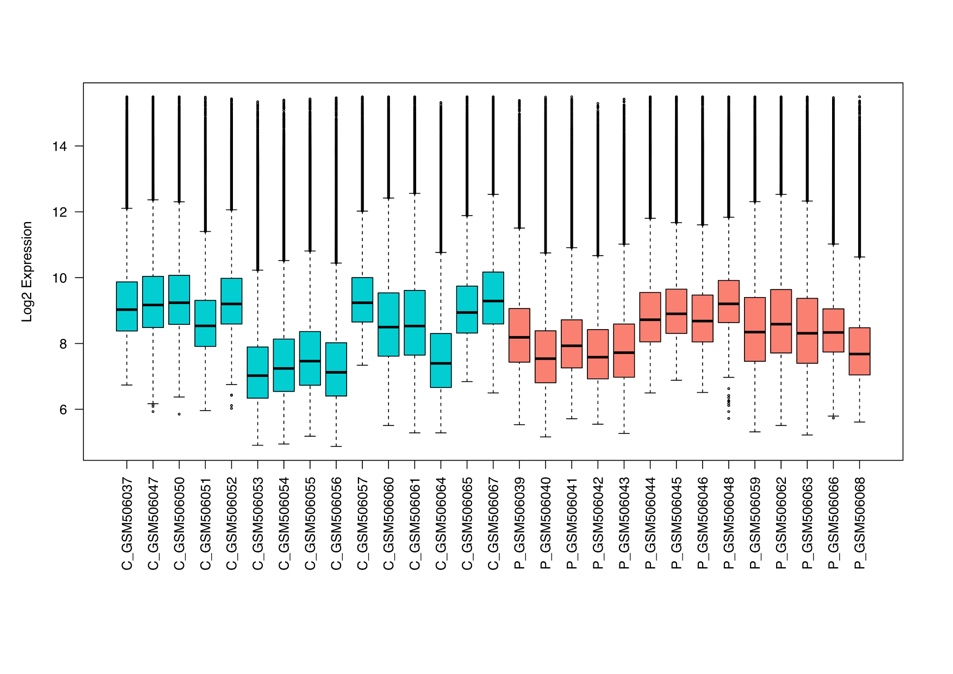 Log2 Expression
14
12
10
8
6
C_GSM506037
C_GSM506047
C_GSM506050
C_GSM506051
C_GSM506052
C_GSM506053
C_GSM506054
C_GSM506055
C_GSM506056
C_GSM506057
C_GSM506060
C_GSM506061
C_GSM506064
C_GSM506065
C_GSM506067
P_GSM506039
P_GSM506040
P_GSM506041
P_GSM506042
P_GSM506043
P_GSM506044
P_GSM506045
P_GSM506046
P_GSM506048
P_GSM506059
P_GSM506062
P_GSM506063
P_GSM506066
P_GSM506068